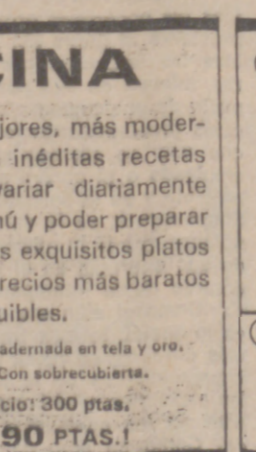 CINA
jores, más moder-
inéditas recetas
variar diariamente
nú y poder preparar
s exquisitos platos
recios más baratos
uibles.
adernada en tela y oro.
Con sobrecubierta.
cio: 300 ptas.
90 PTAS.!